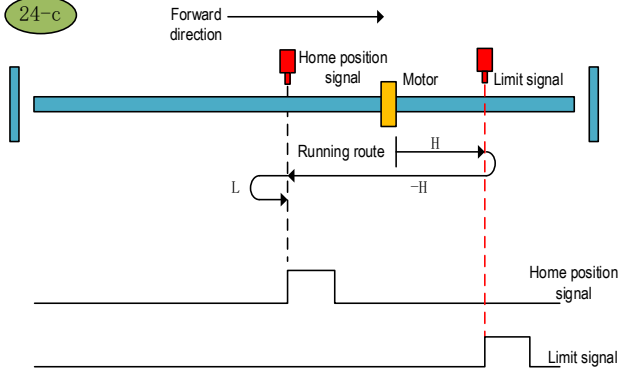 24-c
Forward
direction
Home position
signal
Motor
Limit signal
Running route
H
L
-H
Home position
signal
Limit signal